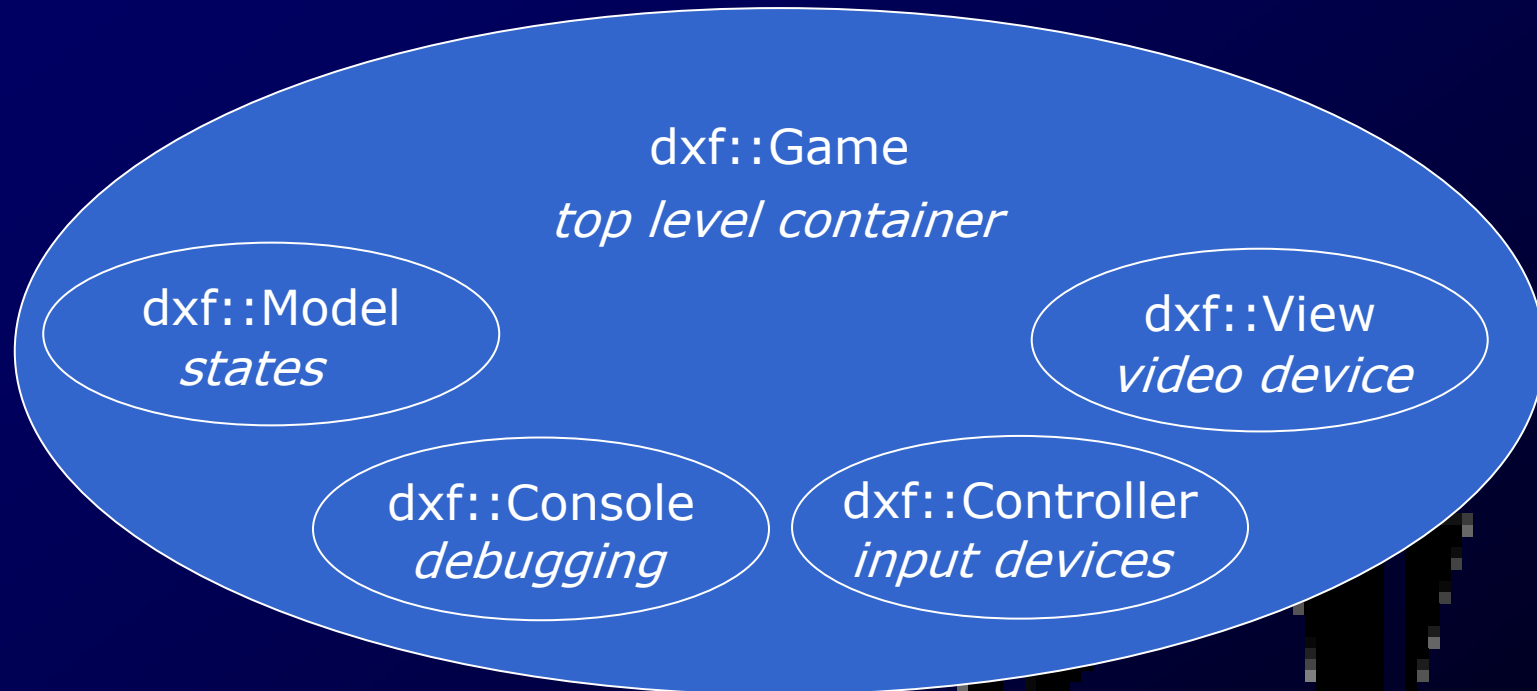 dxf::Game
top level container
dxf::Model
states
dxf::View
video device
dxf::Console
debugging
dxf::Controller
input devices